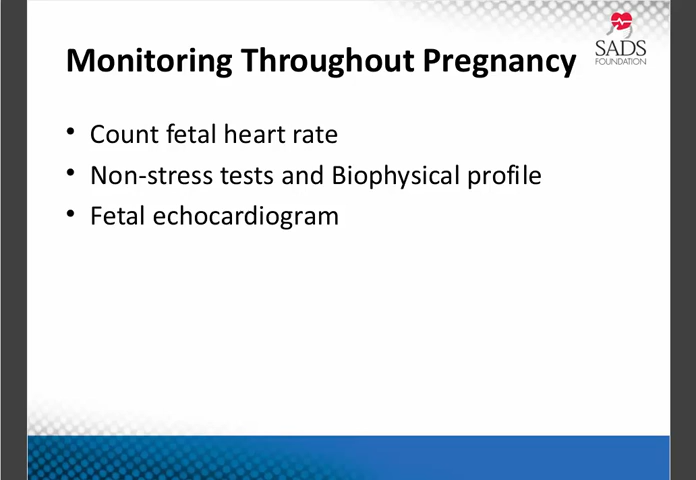 Monitoring Throughout Pregnancy
SADS
FOUNDATION
• Count fetal heart rate
• Non-stress tests and Biophysical profile
• Fetal echocardiogram